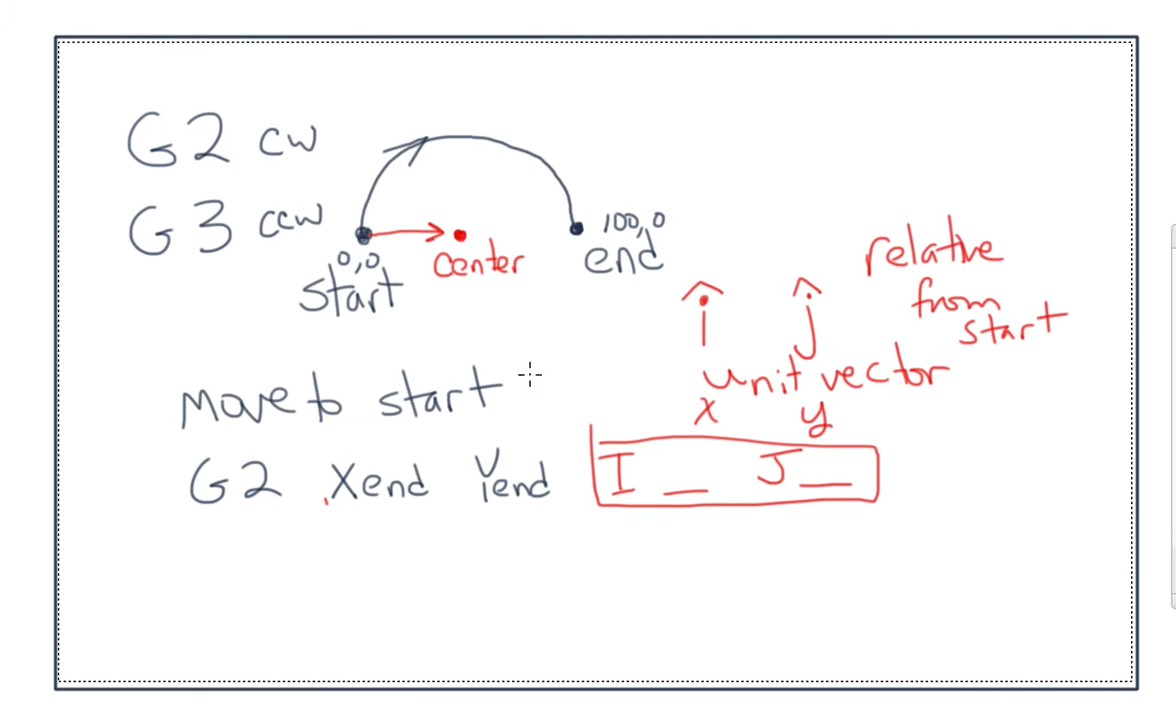 G2 cw
G3 ccw
0,0
start
center
100,0
end
relative
from
start
î ĵ
unit vector
x y
move to start
G2 Xend Yend I __ J __